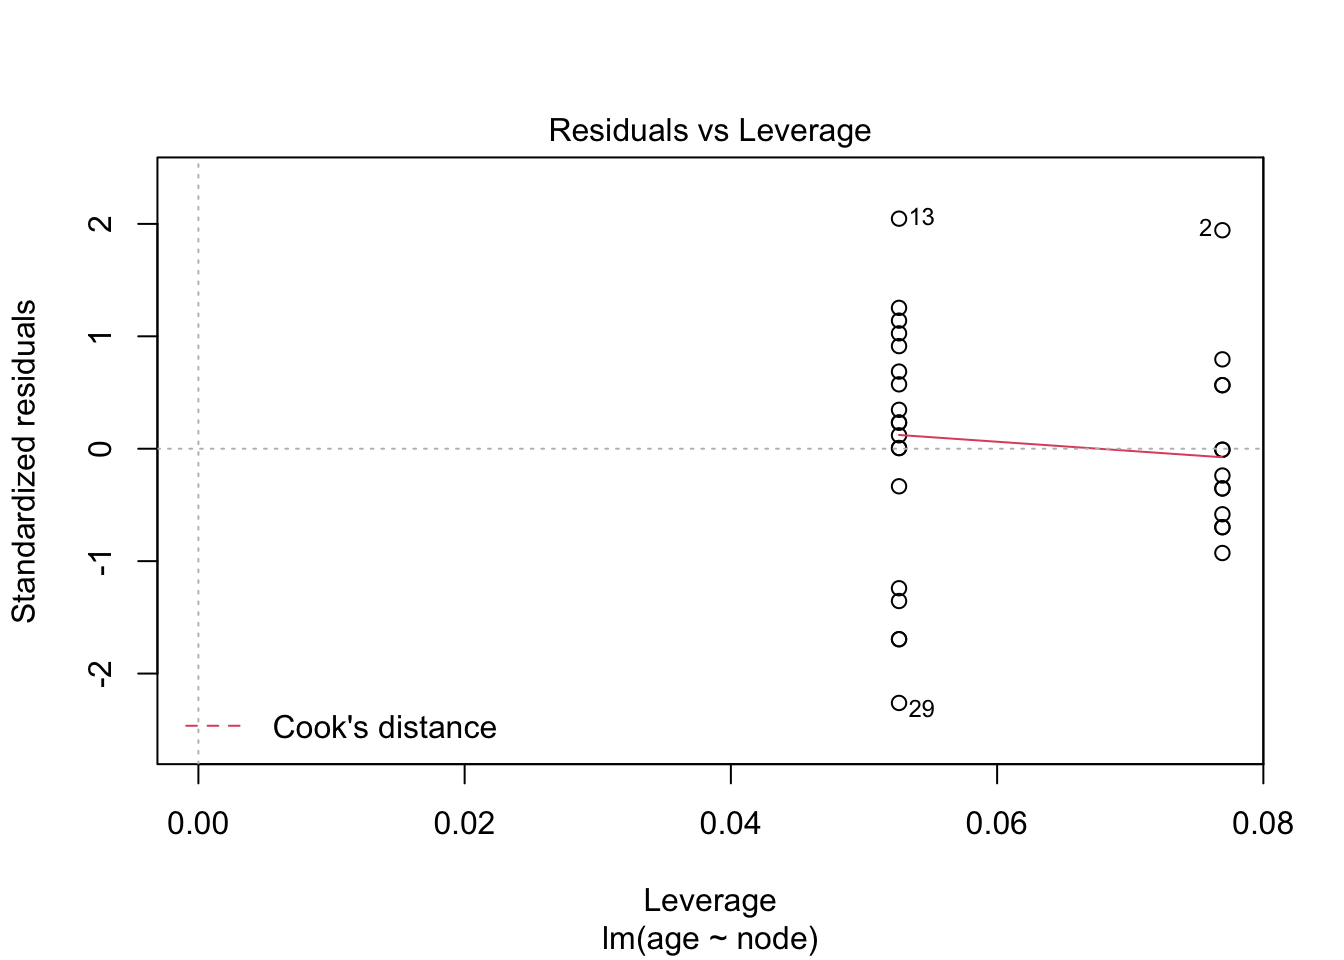 Residuals vs Leverage
Standardized residuals
2
1
0
-1
-2
13
2
29
Cook's distance
0.00 0.02 0.04 0.06 0.08
Leverage
lm(age ~ node)